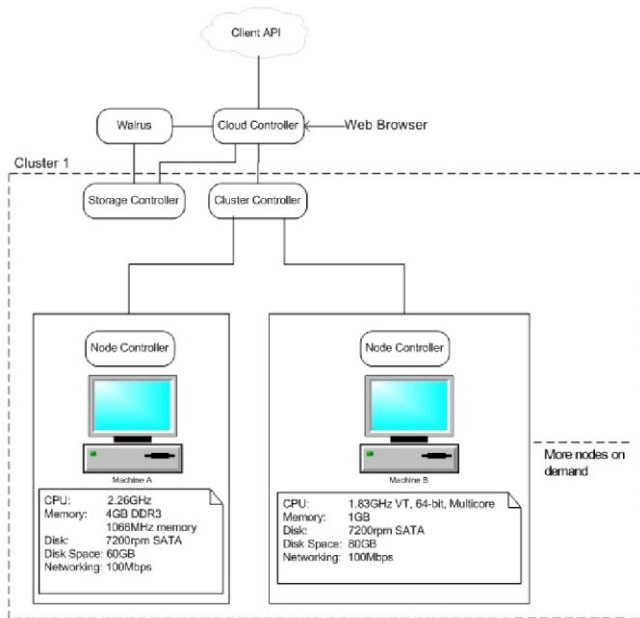 Client API
Walrus
Cloud Controller
Web Browser
Cluster 1
Storage Controller
Cluster Controller
Node Controller
Node Controller
Machine A
Machine B
More nodes on
demand
CPU: 2.26GHz
Memory: 4GB DDR3
1066MHz memory
Disk: 7200rpm SATA
Disk Space: 60GB
Networking: 100Mbps
CPU: 1.83GHz VT, 64-bit, Multicore
Memory: 1GB
Disk: 7200rpm SATA
Disk Space: 80GB
Networking: 100Mbps